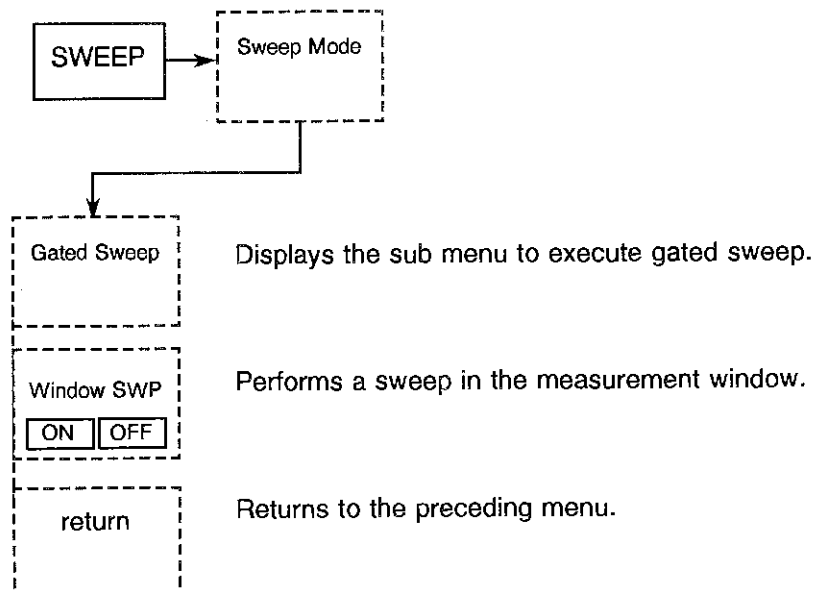 SWEEP
Sweep Mode
Gated Sweep
Displays the sub menu to execute gated sweep.
Window SWP
ON OFF
Performs a sweep in the measurement window.
return
Returns to the preceding menu.